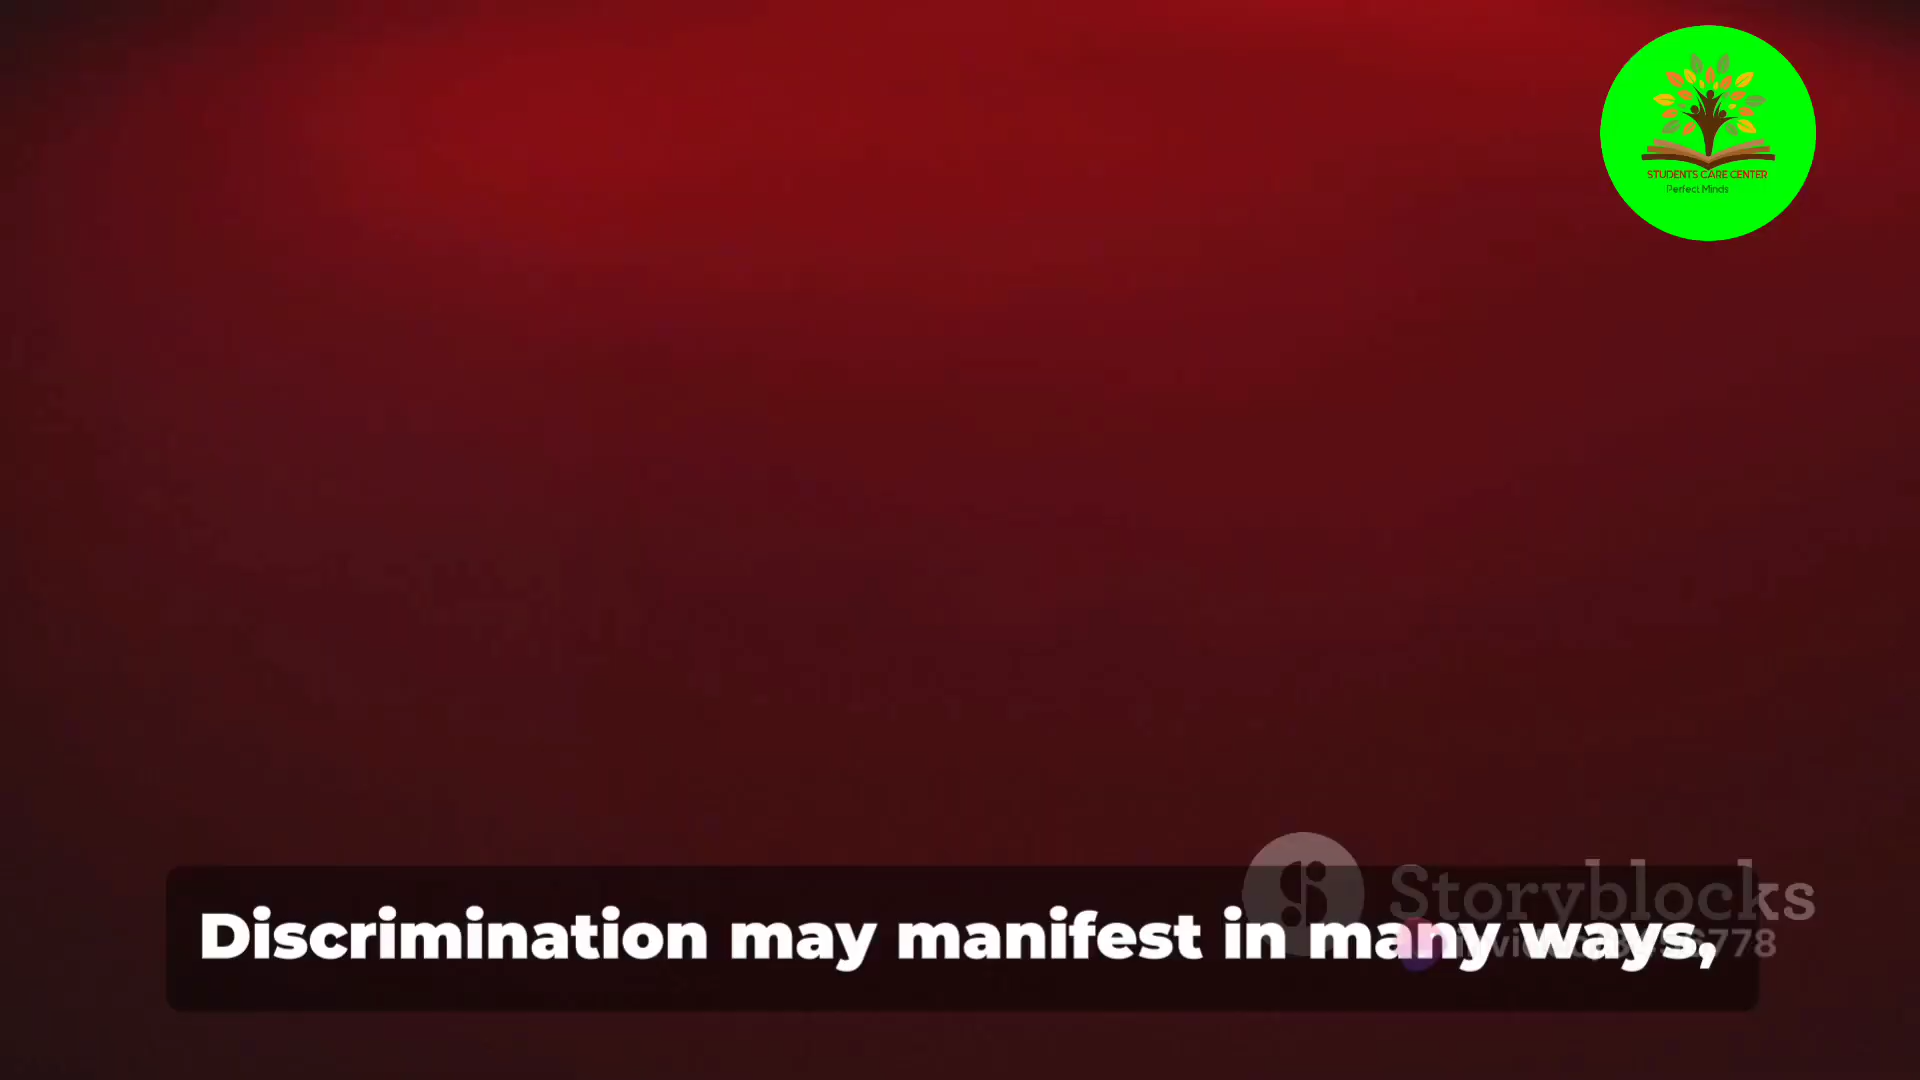 STUDENTS CARE CENTER
Perfect Minds
Storyblocks
Discrimination may manifest in many ways,